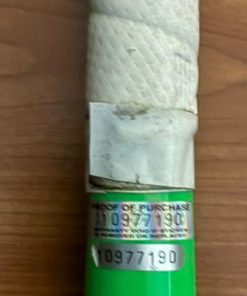 PROOF OF PURCHASE
10977190
WARRANTY VOID IF STICKER
IS REMOVED OR REPLACED
10977190